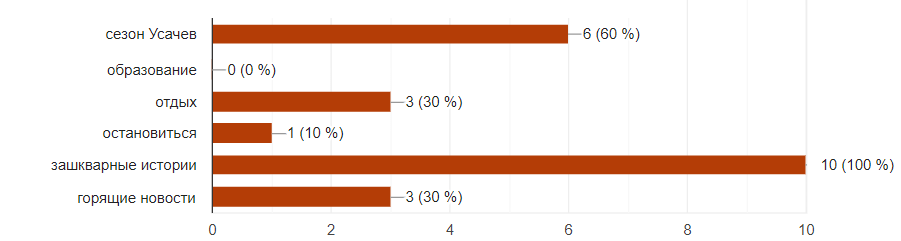 сезон Усачев 6 (60 %)
образование 0 (0 %)
отдых 3 (30 %)
остановиться 1 (10 %)
зашкварные истории 10 (100 %)
горящие новости 3 (30 %)
0 2 4 6 8 10